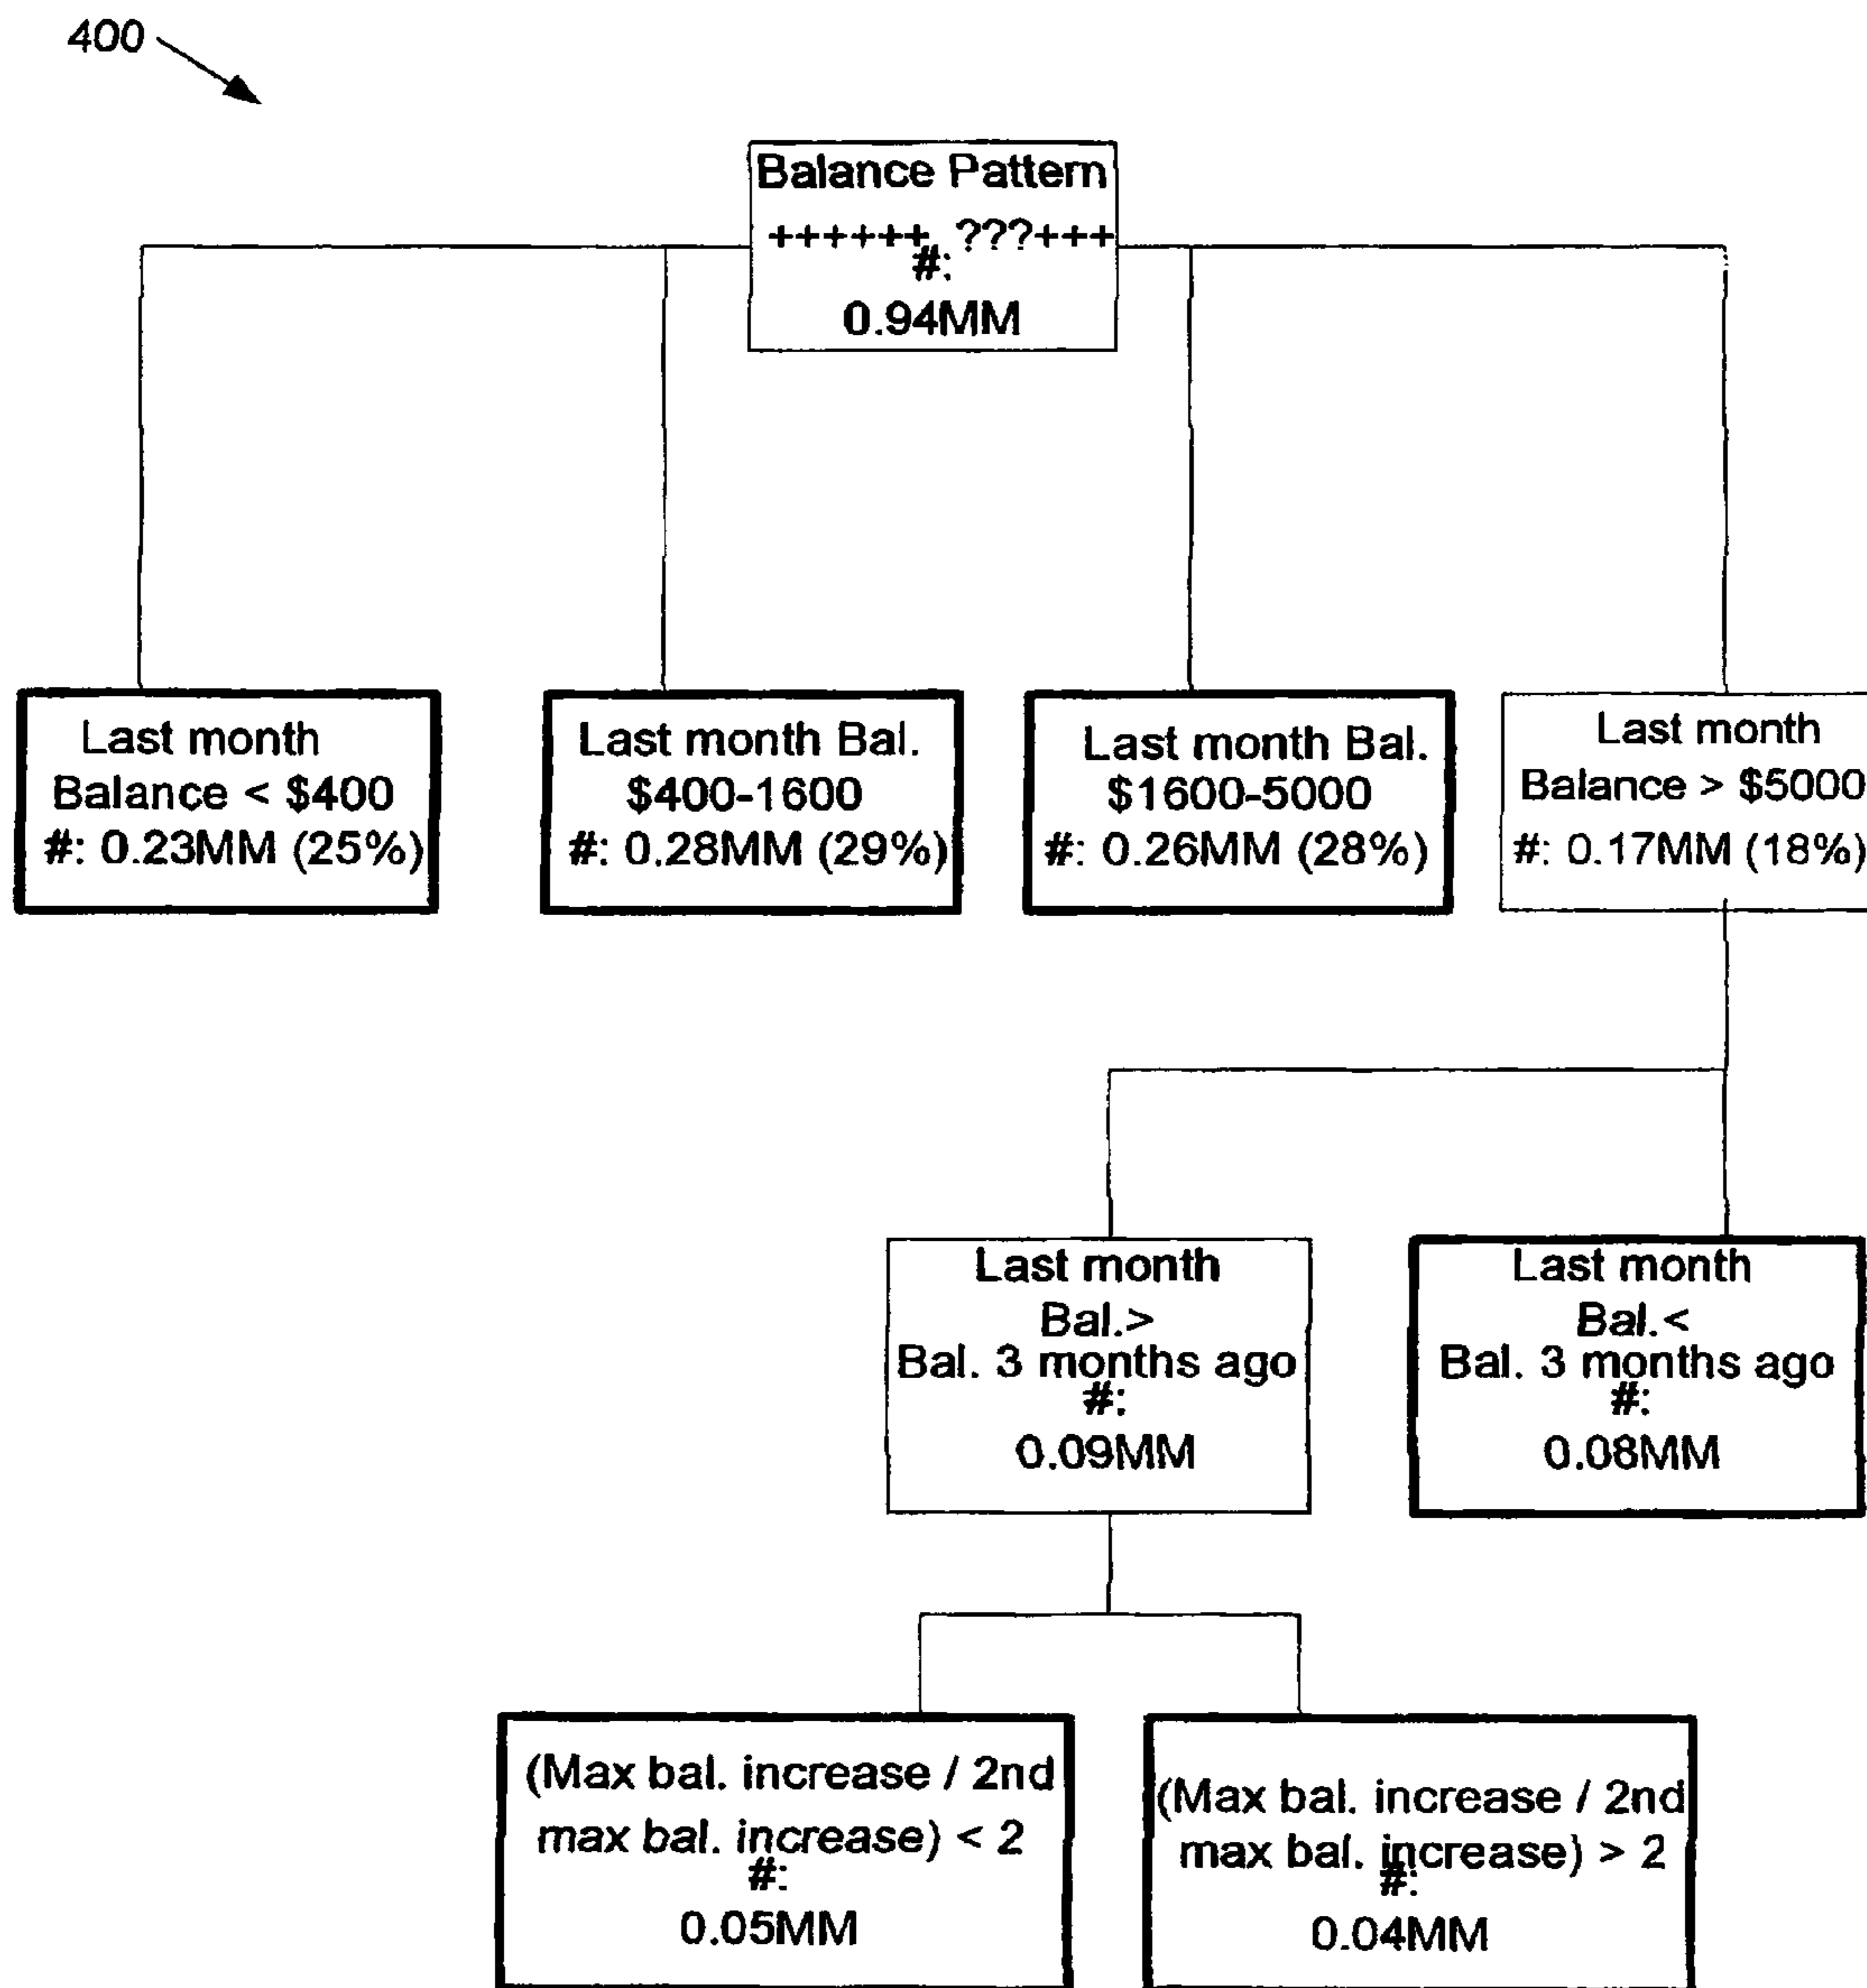 400
Balance Pattern
++++++, ???+++
#:
0.94MM
Last month
Balance < $400
#: 0.23MM (25%)
Last month Bal.
$400-1600
#: 0.28MM (29%)
Last month Bal.
$1600-5000
#: 0.26MM (28%)
Last month
Balance > $5000
#: 0.17MM (18%)
Last month
Bal.>
Bal. 3 months ago
#:
0.09MM
Last month
Bal.<
Bal. 3 months ago
#:
0.08MM
(Max bal. increase / 2nd
max bal. increase) < 2
#:
0.05MM
(Max bal. increase / 2nd
max bal. increase) > 2
#:
0.04MM